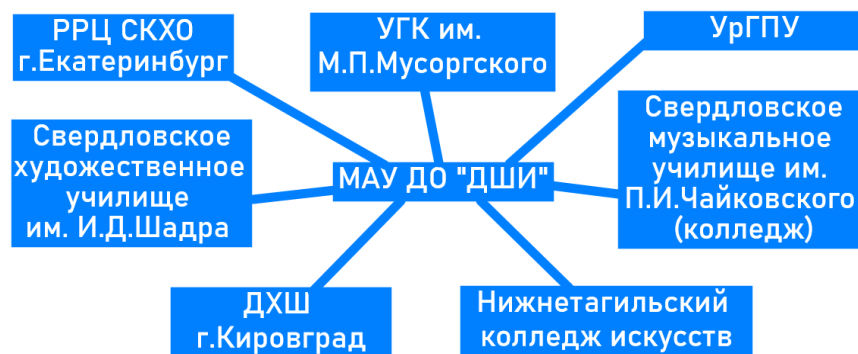 РРЦ СКХО
г.Екатеринбург
УГК им.
М.П.Мусоргского
УрГПУ
Свердловское
художественное
училище
им. И.Д.Шадра
МАУ ДО "ДШИ"
Свердловское
музыкальное
училище им.
П.И.Чайковского
(колледж)
ДХШ
г.Кировград
Нижнетагильский
колледж искусств